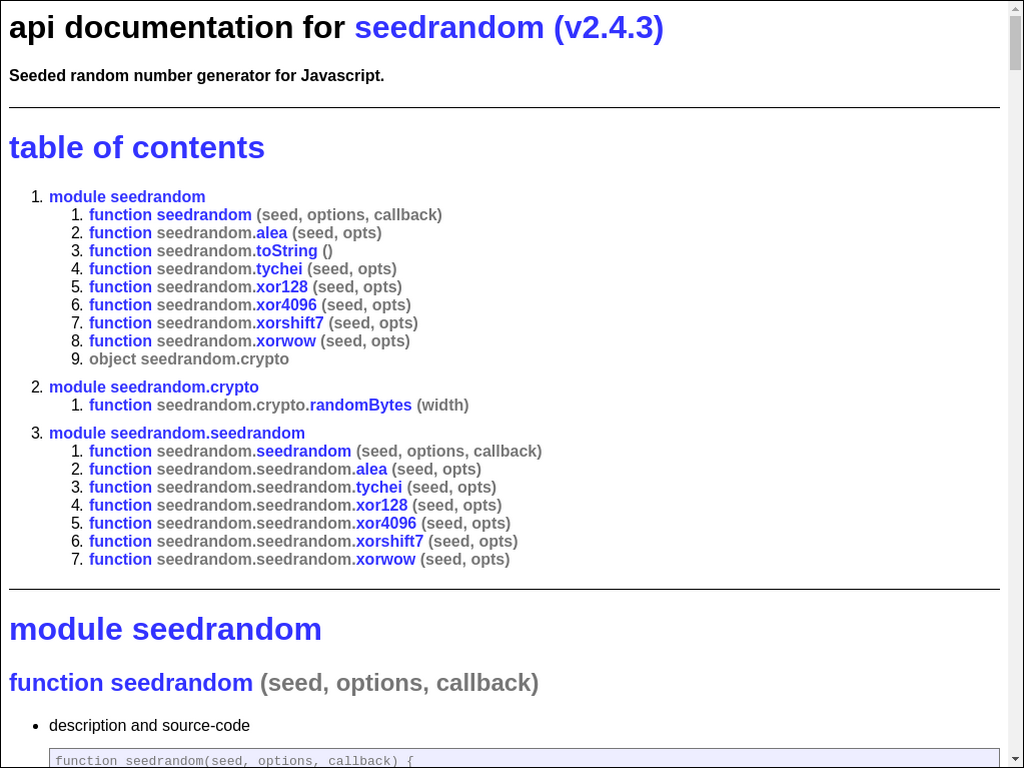 api documentation for seedrandom (v2.4.3)
Seeded random number generator for Javascript.
table of contents
1. module seedrandom
1. function seedrandom (seed, options, callback)
2. function seedrandom.alea (seed, opts)
3. function seedrandom.toString ()
4. function seedrandom.tychei (seed, opts)
5. function seedrandom.xor128 (seed, opts)
6. function seedrandom.xor4096 (seed, opts)
7. function seedrandom.xorshift7 (seed, opts)
8. function seedrandom.xorwow (seed, opts)
9. object seedrandom.crypto
2. module seedrandom.crypto
1. function seedrandom.crypto.randomBytes (width)
3. module seedrandom.seedrandom
1. function seedrandom.seedrandom (seed, options, callback)
2. function seedrandom.seedrandom.alea (seed, opts)
3. function seedrandom.seedrandom.tychei (seed, opts)
4. function seedrandom.seedrandom.xor128 (seed, opts)
5. function seedrandom.seedrandom.xor4096 (seed, opts)
6. function seedrandom.seedrandom.xorshift7 (seed, opts)
7. function seedrandom.seedrandom.xorwow (seed, opts)
module seedrandom
function seedrandom (seed, options, callback)
• description and source-code
function seedrandom(seed, options, callback) {